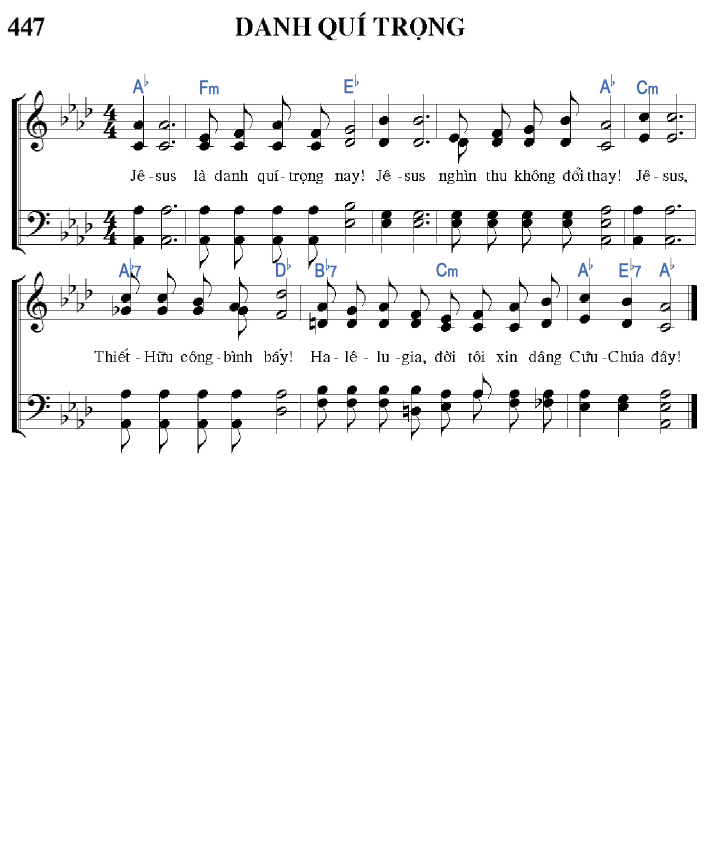 447 DANH QUÍ TRỌNG
A♭ Fm E♭ A♭ Cm
Jê-sus là danh quí-trọng nay! Jê-sus nghìn thu không đổi thay! Jê-sus,
A♭7 D♭ B♭7 Cm A♭ E♭7 A♭
Thiết-Hữu công-bình bấy! Ha-lê-lu-gia, đời tôi xin dâng Cứu-Chúa đây!